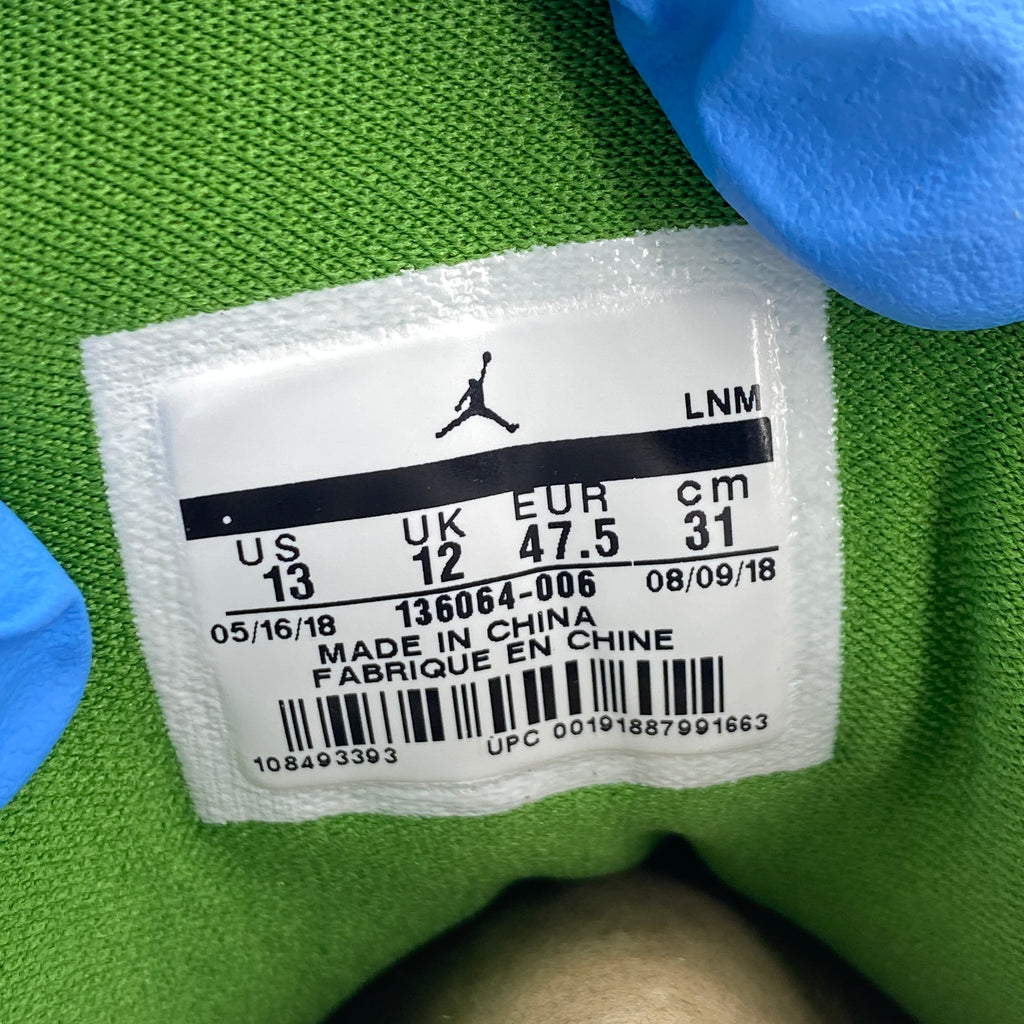 LNM
US UK EUR cm
13 12 47.5 31
05/16/18 136064-006 08/09/18
MADE IN CHINA
FABRIQUE EN CHINE
108493393 UPC 00191887991663